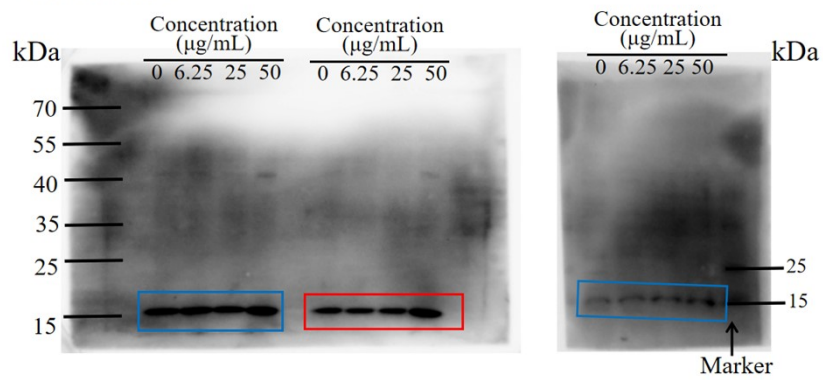 Concentration
(μg/mL)
0 6.25 25 50
Concentration
(μg/mL)
0 6.25 25 50
Concentration
(μg/mL)
0 6.25 25 50
kDa
70
55
40
35
25
15
kDa
25
15
Marker